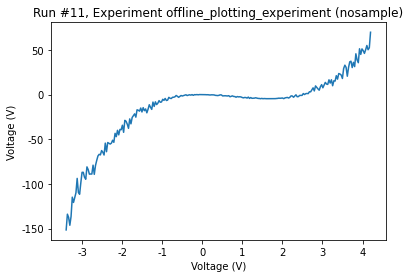 Run #11, Experiment offline_plotting_experiment (nosample)
Voltage (V)
50
0
-50
-100
-150
-3 -2 -1 0 1 2 3 4
Voltage (V)